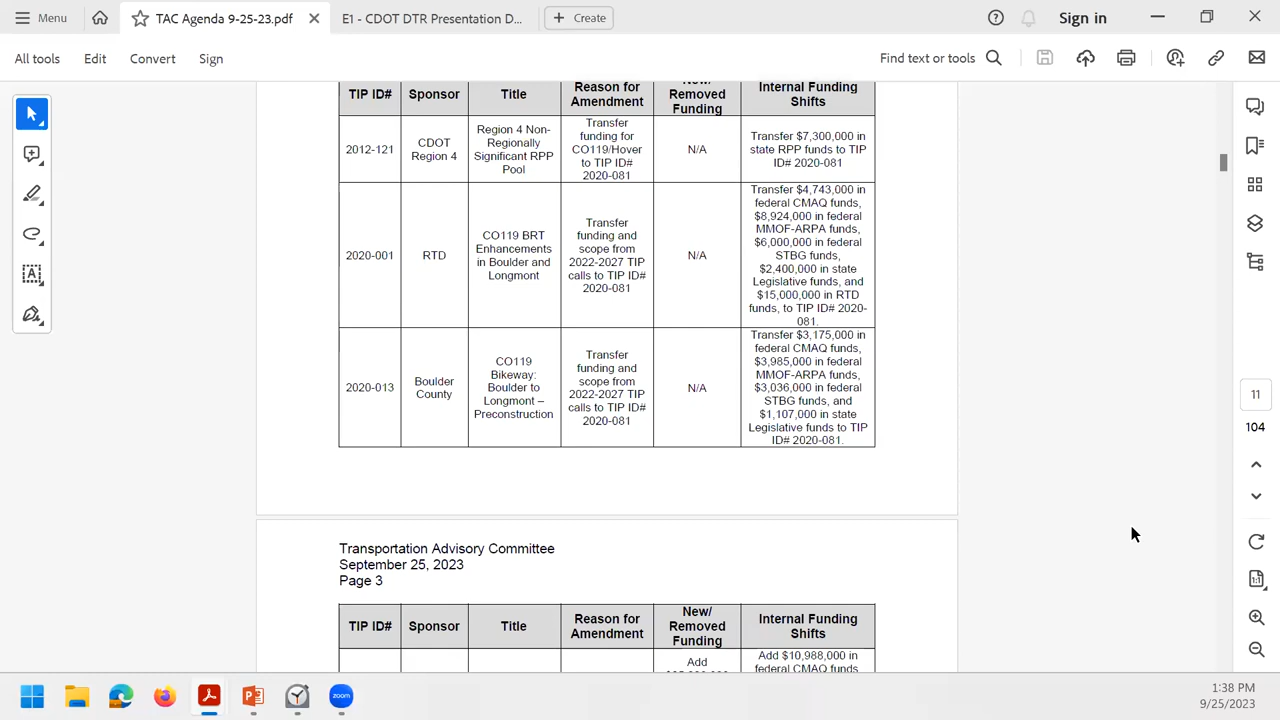 Menu
TAC Agenda 9-25-23.pdf
E1 - CDOT DTR Presentation D...
Create
Sign in
All tools
Edit
Convert
Sign
Find text or tools
TIP ID#
Sponsor
Title
Reason for
Amendment
New/
Removed
Funding
Internal Funding
Shifts
2012-121
CDOT
Region 4
Region 4 Non-
Regionally
Significant RPP
Pool
Transfer
funding for
CO119/Hover
to TIP ID#
2020-081
N/A
Transfer $7,300,000 in
state RPP funds to TIP
ID# 2020-081
2020-001
RTD
CO119 BRT
Enhancements
in Boulder and
Longmont
Transfer
funding and
scope from
2022-2027 TIP
calls to TIP ID#
2020-081
N/A
Transfer $4,743,000 in
federal CMAQ funds,
$8,924,000 in federal
MMOF-ARPA funds,
$6,000,000 in federal
STBG funds,
$2,400,000 in state
Legislative funds, and
$15,000,000 in RTD
funds, to TIP ID# 2020-
081.
2020-013
Boulder
County
CO119
Bikeway:
Boulder to
Longmont –
Preconstruction
Transfer
funding and
scope from
2022-2027 TIP
calls to TIP ID#
2020-081
N/A
Transfer $3,175,000 in
federal CMAQ funds,
$3,985,000 in federal
MMOF-ARPA funds,
$3,036,000 in federal
STBG funds, and
$1,107,000 in state
Legislative funds to TIP
ID# 2020-081.
Transportation Advisory Committee
September 25, 2023
Page 3
TIP ID#
Sponsor
Title
Reason for
Amendment
New/
Removed
Funding
Internal Funding
Shifts
Add
Add $10,988,000 in
federal CMAQ funds
11
104
1:1
zoom
1:38 PM
9/25/2023